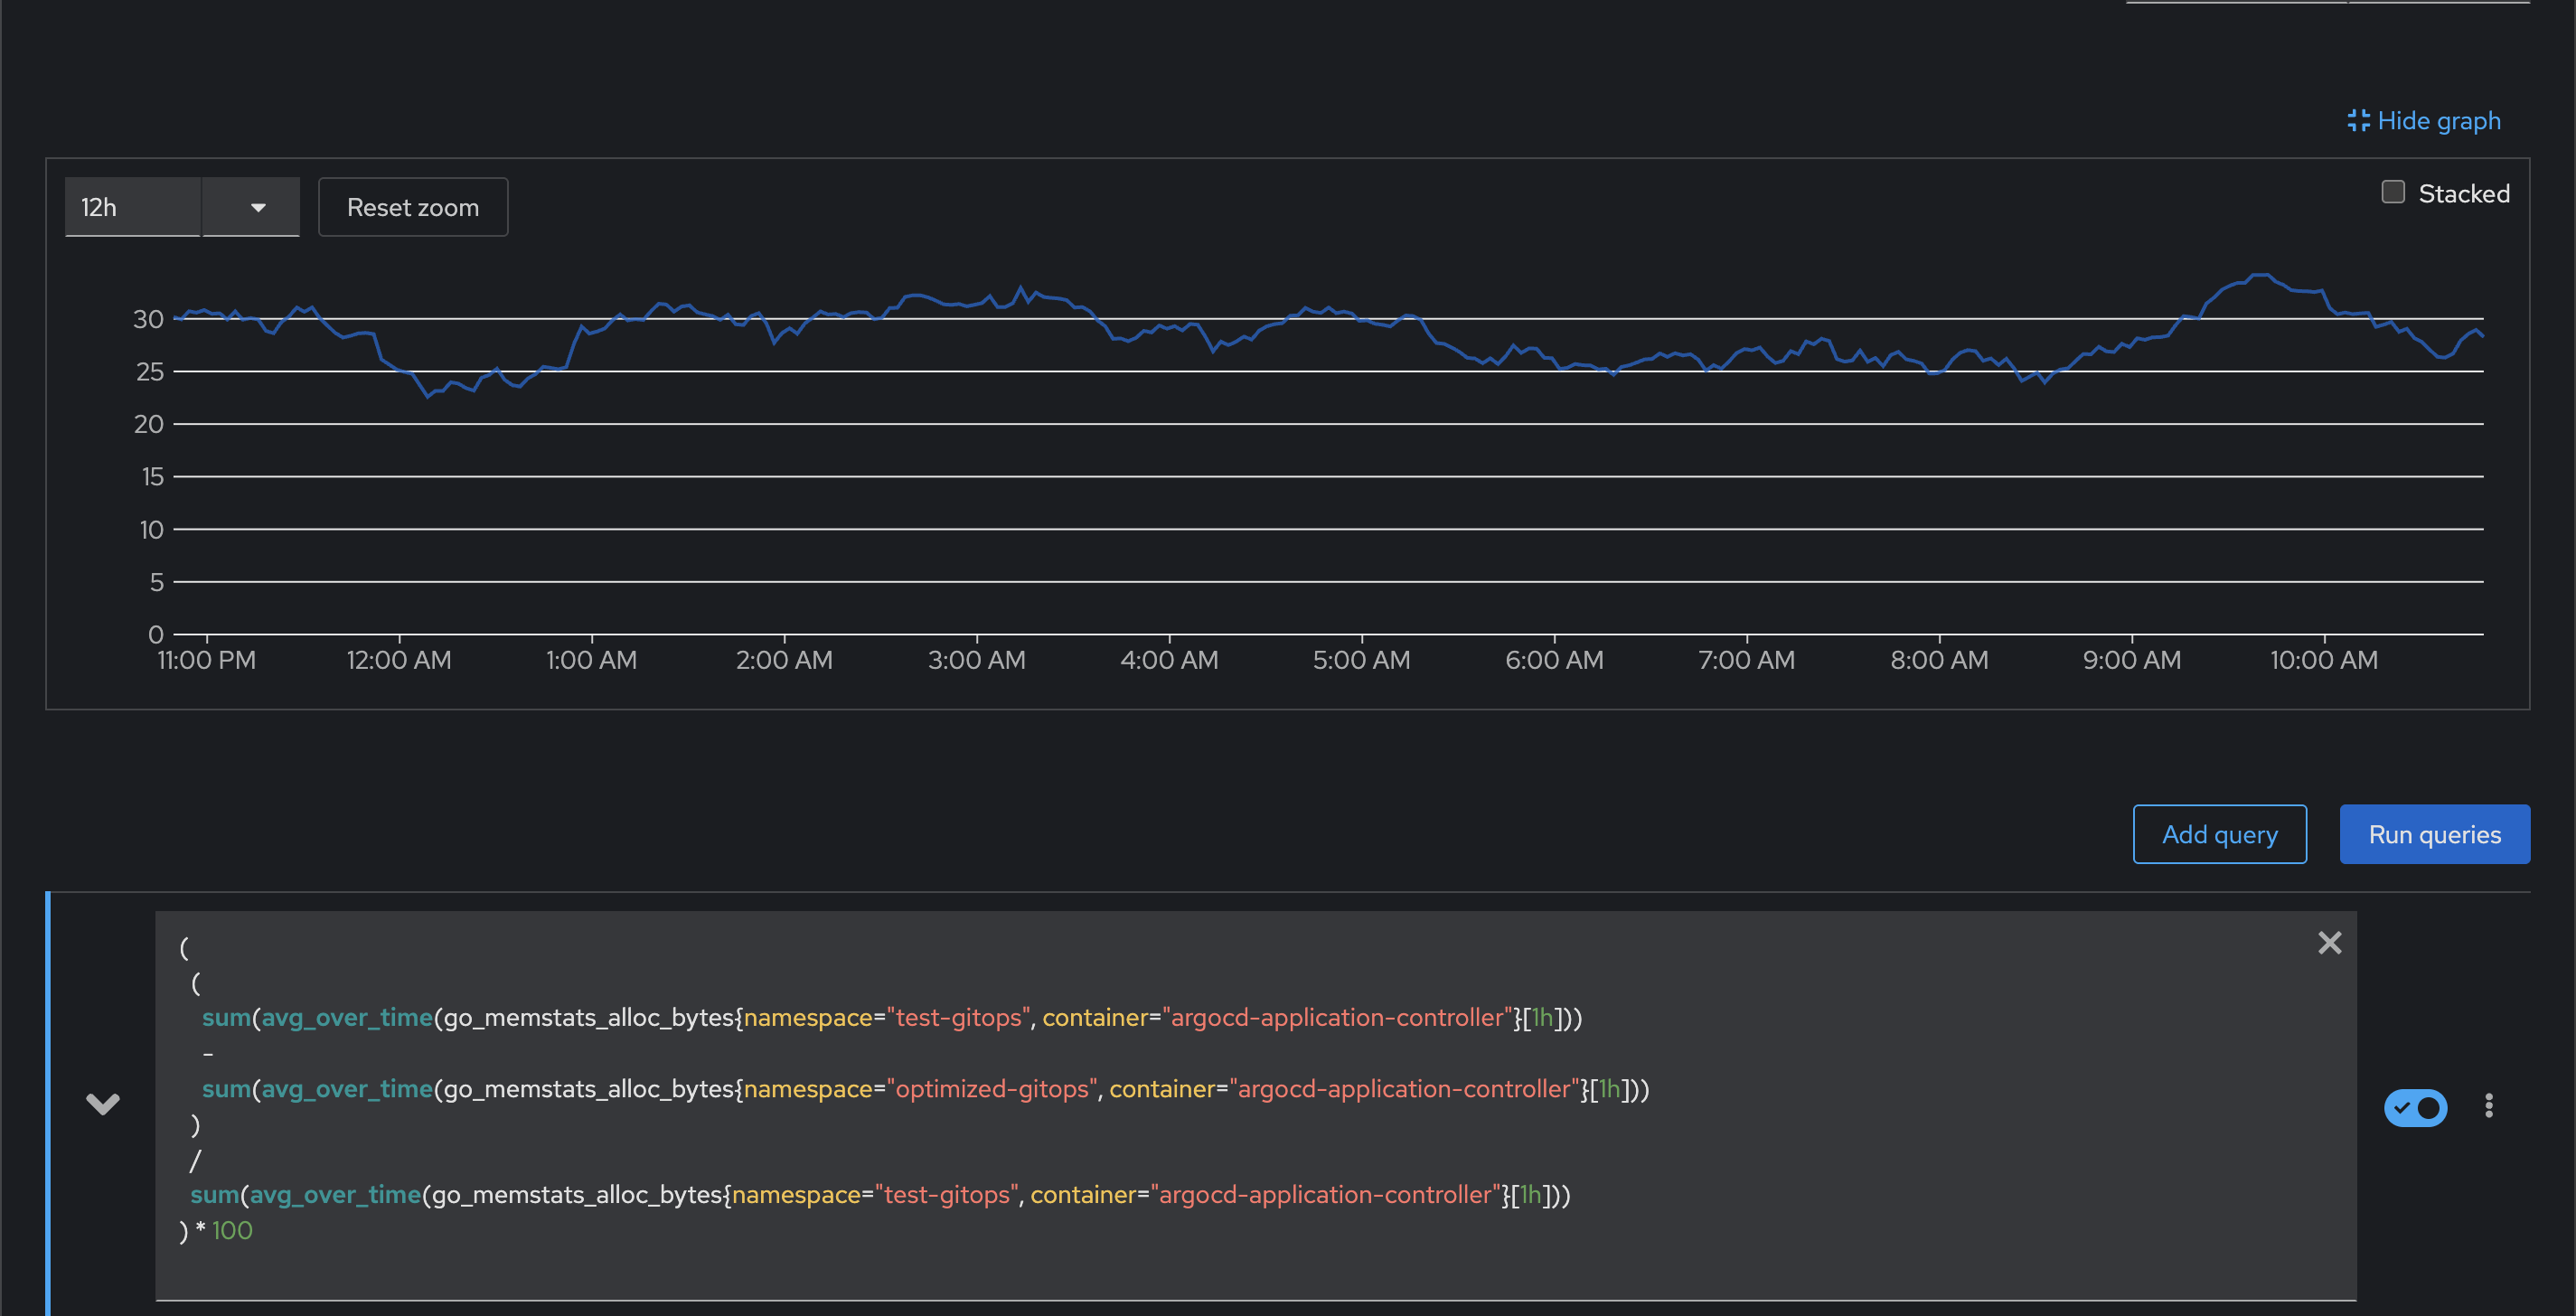 Hide graph
12h
Reset zoom
Stacked
30
25
20
15
10
5
0
11:00 PM 12:00 AM 1:00 AM 2:00 AM 3:00 AM 4:00 AM 5:00 AM 6:00 AM 7:00 AM 8:00 AM 9:00 AM 10:00 AM
Add query
Run queries
(
(
sum(avg_over_time(go_memstats_alloc_bytes{namespace="test-gitops", container="argocd-application-controller"}[1h]))
-
sum(avg_over_time(go_memstats_alloc_bytes{namespace="optimized-gitops", container="argocd-application-controller"}[1h]))
)
/
sum(avg_over_time(go_memstats_alloc_bytes{namespace="test-gitops", container="argocd-application-controller"}[1h]))
) * 100